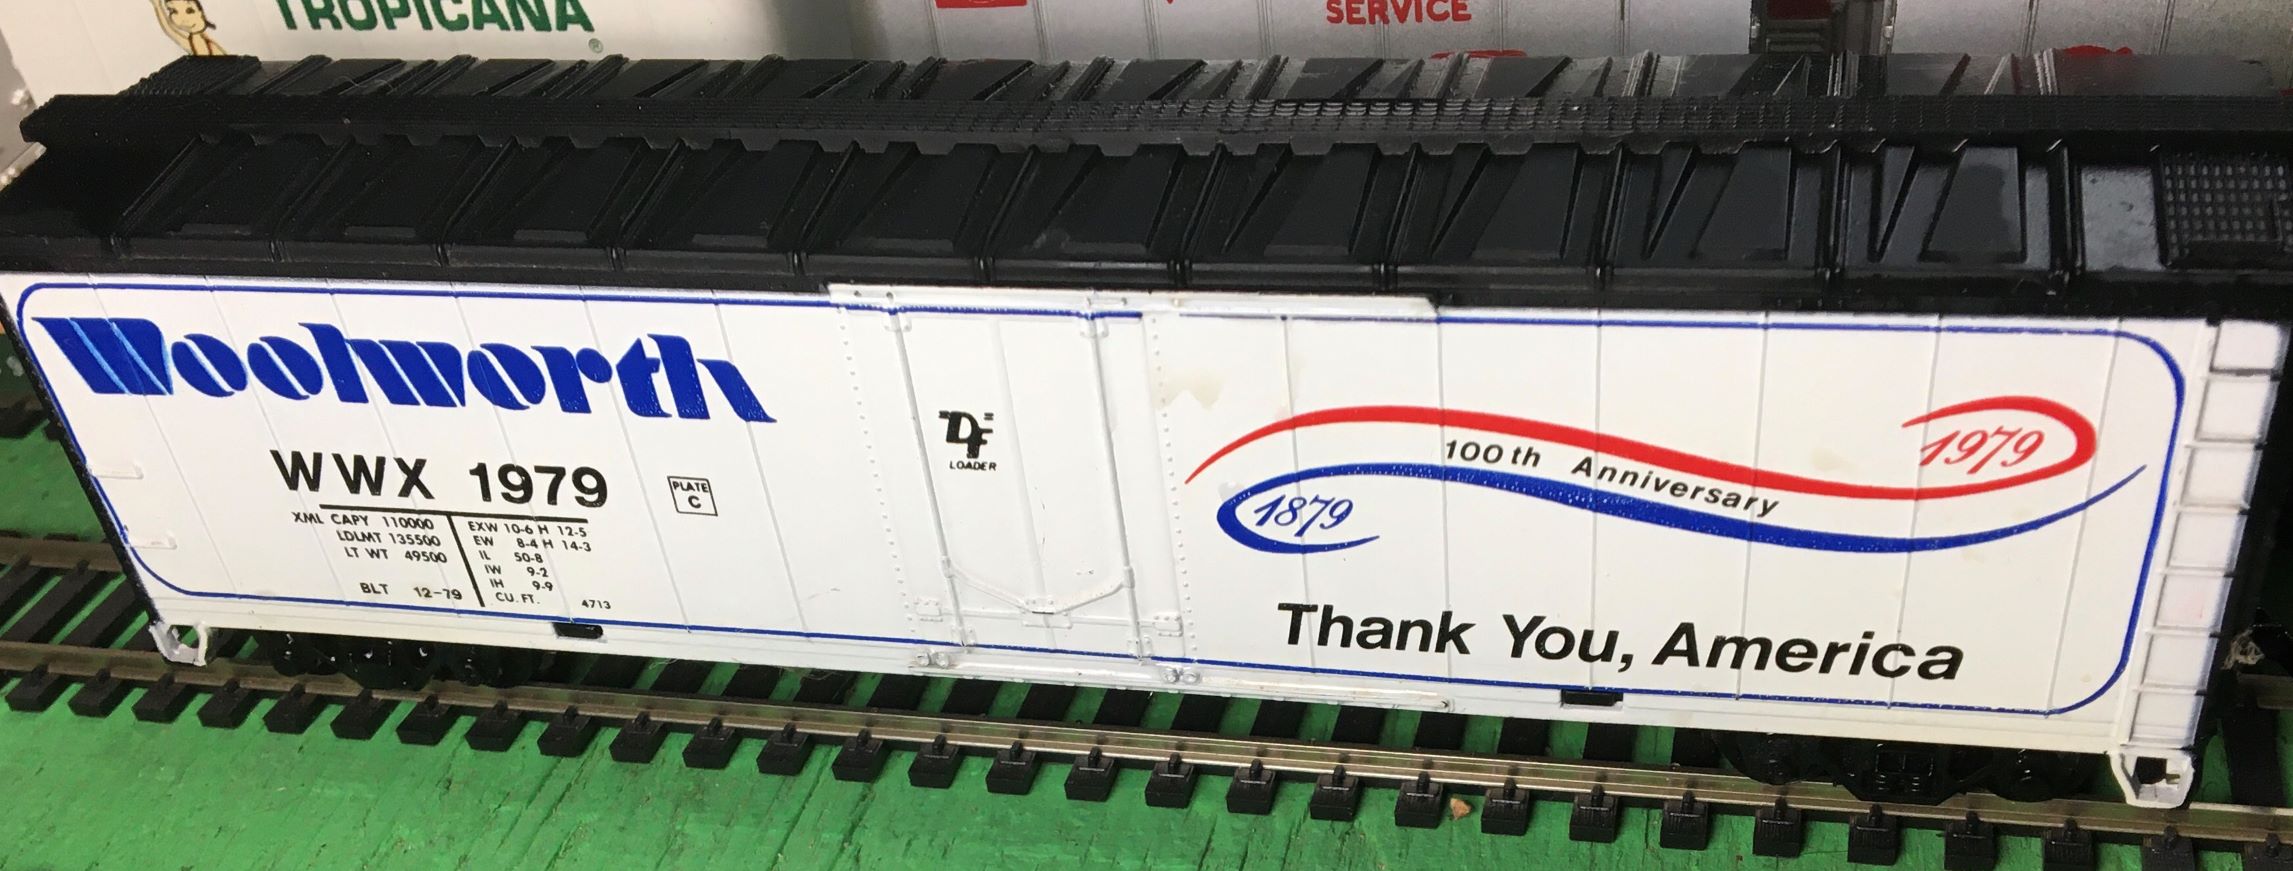 TROPICANA
®
SERVICE
Woolworth
WWX 1979
XML CAPY 110000
LDLMT 135500
LT WT 49500
BLT 12-79
EXW 10-6 H 12-5
EW 8-4 H 14-3
IL 50-8
IW 9-2
IH 9-9
CU. FT. 4713
PLATE
C
DF
LOADER
1979
100th Anniversary
1879
Thank You, America